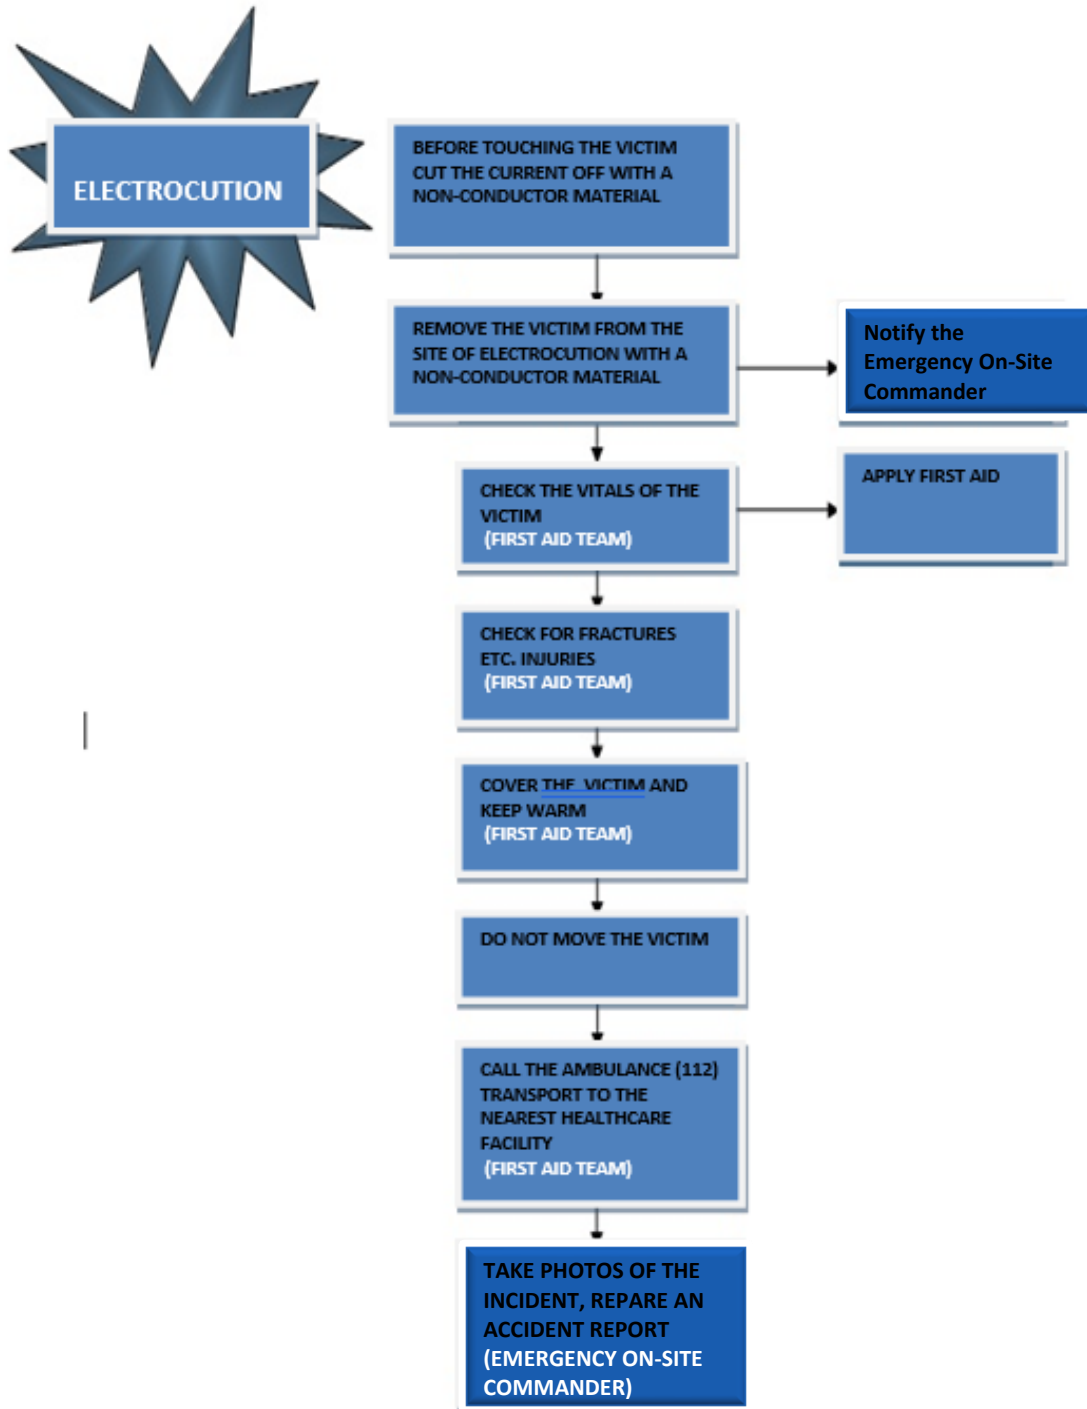 ELECTROCUTION
BEFORE TOUCHING THE VICTIM
CUT THE CURRENT OFF WITH A
NON-CONDUCTOR MATERIAL
REMOVE THE VICTIM FROM THE
SITE OF ELECTROCUTION WITH A
NON-CONDUCTOR MATERIAL
Notify the
Emergency On-Site
Commander
CHECK THE VITALS OF THE
VICTIM
(FIRST AID TEAM)
APPLY FIRST AID
CHECK FOR FRACTURES
ETC. INJURIES
(FIRST AID TEAM)
COVER THE VICTIM AND
KEEP WARM
(FIRST AID TEAM)
DO NOT MOVE THE VICTIM
CALL THE AMBULANCE (112)
TRANSPORT TO THE
NEAREST HEALTHCARE
FACILITY
(FIRST AID TEAM)
TAKE PHOTOS OF THE
INCIDENT, REPARE AN
ACCIDENT REPORT
(EMERGENCY ON-SITE
COMMANDER)